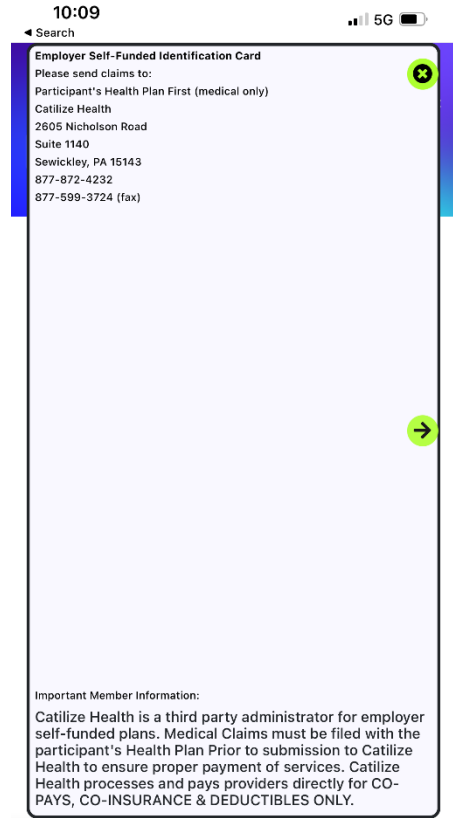 10:09
5G
◀ Search
Employer Self-Funded Identification Card
Please send claims to:
Participant's Health Plan First (medical only)
Catilize Health
2605 Nicholson Road
Suite 1140
Sewickley, PA 15143
877-872-4232
877-599-3724 (fax)
Important Member Information:
Catilize Health is a third party administrator for employer
self-funded plans. Medical Claims must be filed with the
participant's Health Plan Prior to submission to Catilize
Health to ensure proper payment of services. Catilize
Health processes and pays providers directly for CO-
PAYS, CO-INSURANCE & DEDUCTIBLES ONLY.